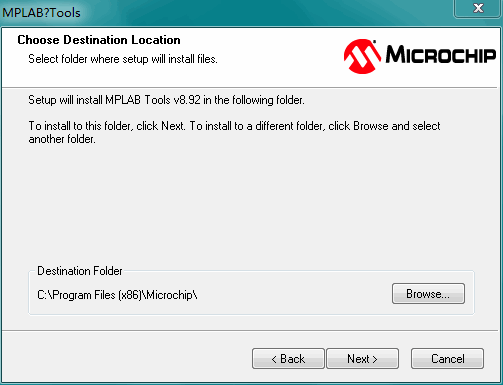 MPLAB?Tools
X
Choose Destination Location
Select folder where setup will install files.
MICROCHIP
Setup will install MPLAB Tools v8.92 in the following folder.
To install to this folder, click Next. To install to a different folder, click Browse and select
another folder.
Destination Folder
C:\Program Files (x86)\Microchip\
Browse...
< Back
Next >
Cancel